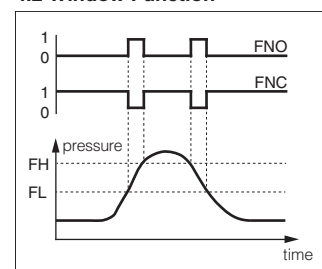 4.2 Window Function
1
0
FNO
FNC
1
0
pressure
FH
FL
time